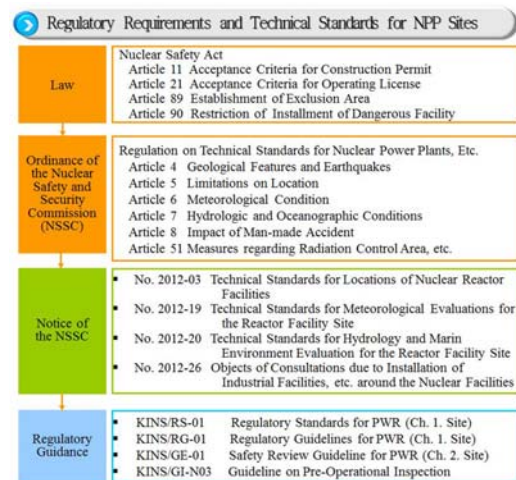 Regulatory Requirements and Technical Standards for NPP Sites
Law
Nuclear Safety Act
Article 11 Acceptance Criteria for Construction Permit
Article 21 Acceptance Criteria for Operating License
Article 89 Establishment of Exclusion Area
Article 90 Restriction of Installment of Dangerous Facility
Ordinance of
the Nuclear
Safety and
Security
Commission
(NSSC)
Regulation on Technical Standards for Nuclear Power Plants, Etc.
Article 4 Geological Features and Earthquakes
Article 5 Limitations on Location
Article 6 Meteorological Condition
Article 7 Hydrologic and Oceanographic Conditions
Article 8 Impact of Man-made Accident
Article 51 Measures regarding Radiation Control Area, etc.
Notice of
the NSSC
▪ No. 2012-03 Technical Standards for Locations of Nuclear Reactor
Facilities
▪ No. 2012-19 Technical Standards for Meteorological Evaluations for
the Reactor Facility Site
▪ No. 2012-20 Technical Standards for Hydrology and Marin
Environment Evaluation for the Reactor Facility Site
▪ No. 2012-26 Objects of Consultations due to Installation of
Industrial Facilities, etc. around the Nuclear Facilities
Regulatory
Guidance
▪ KINS/RS-01 Regulatory Standards for PWR (Ch. 1. Site)
▪ KINS/RG-01 Regulatory Guidelines for PWR (Ch. 1. Site)
▪ KINS/GE-01 Safety Review Guideline for PWR (Ch. 2. Site)
▪ KINS/GI-N03 Guideline on Pre-Operational Inspection